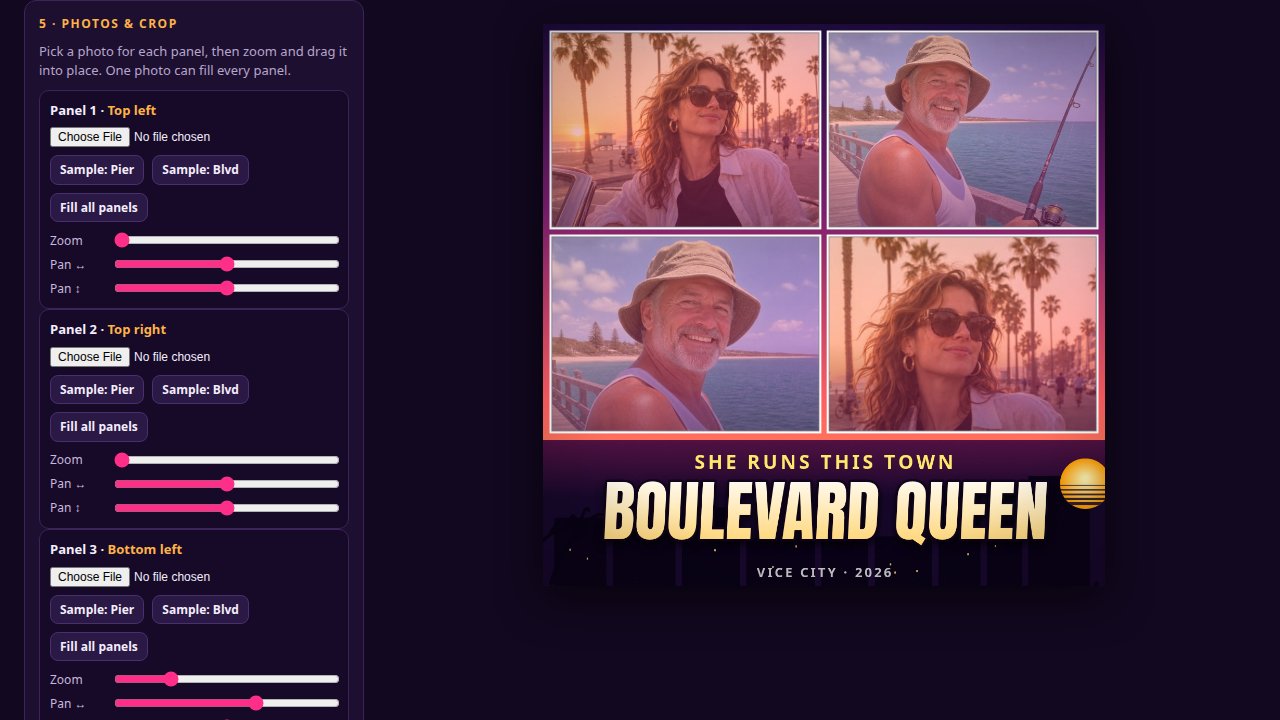 5 · PHOTOS & CROP
Pick a photo for each panel, then zoom and drag it
into place. One photo can fill every panel.
Panel 1 · Top left
Choose File No file chosen
Sample: Pier Sample: Blvd
Fill all panels
Zoom
Pan ↔
Pan ↕
Panel 2 · Top right
Choose File No file chosen
Sample: Pier Sample: Blvd
Fill all panels
Zoom
Pan ↔
Pan ↕
Panel 3 · Bottom left
Choose File No file chosen
Sample: Pier Sample: Blvd
Fill all panels
Zoom
Pan ↔
SHE RUNS THIS TOWN
BOULEVARD QUEEN
VICE CITY · 2026